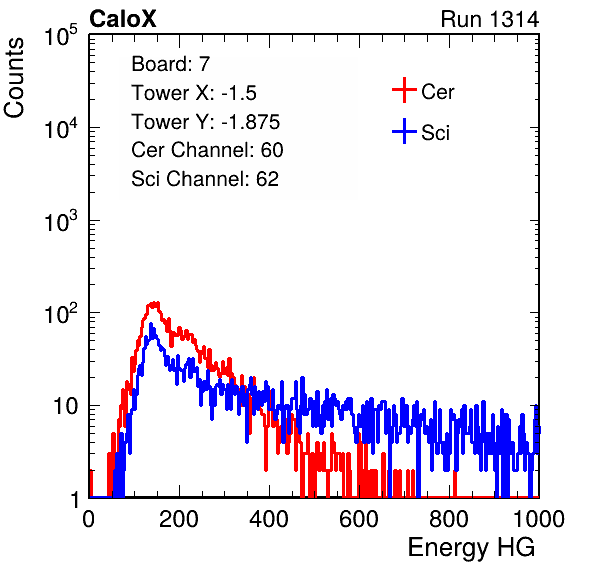 CaloX Run 1314
Counts
10^5
Board: 7
Tower X: -1.5
Tower Y: -1.875
Cer Channel: 60
Sci Channel: 62
Cer
Sci
10^4
10^3
10^2
10
1
0 200 400 600 800 1000
Energy HG